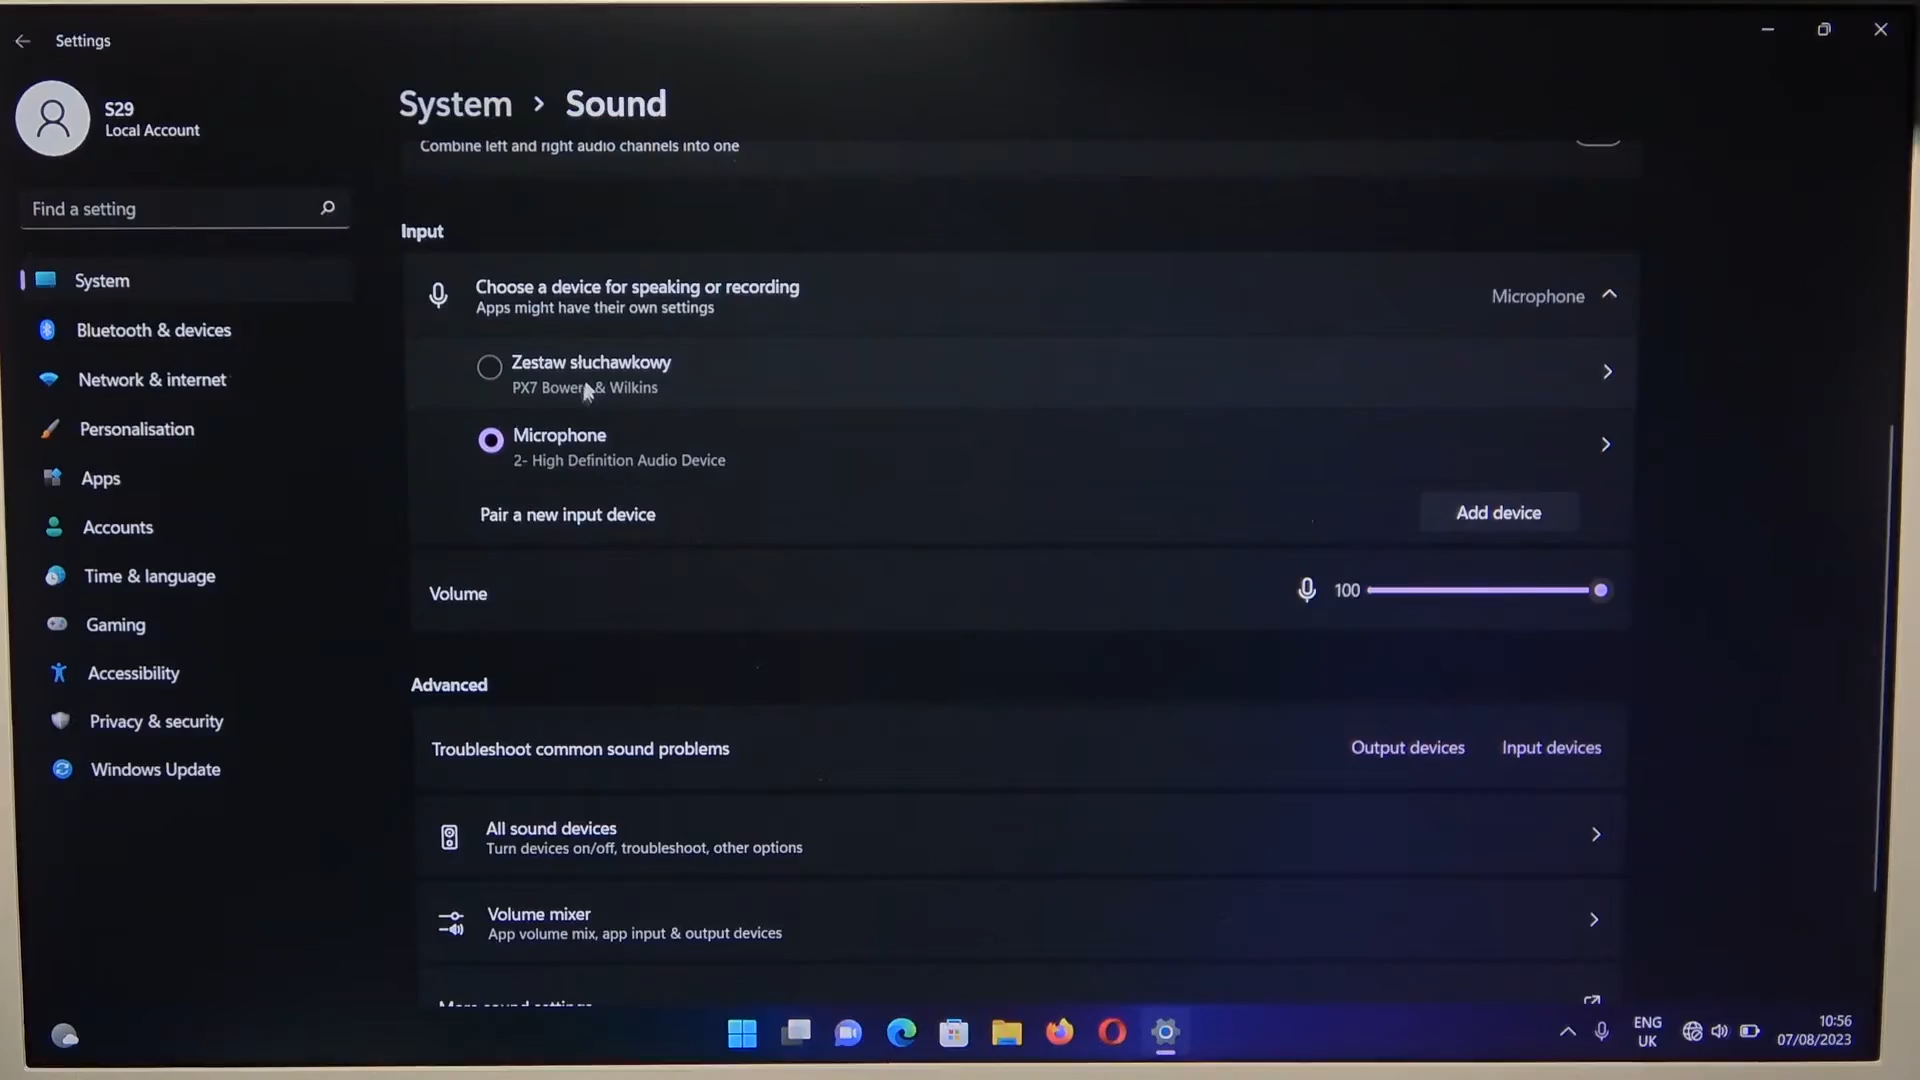 Settings
S29
Local Account
Find a setting
System
Bluetooth & devices
Network & internet
Personalisation
Apps
Accounts
Time & language
Gaming
Accessibility
Privacy & security
Windows Update
System › Sound
Combine left and right audio channels into one
Input
Choose a device for speaking or recording
Apps might have their own settings
Microphone
Zestaw słuchawkowy
PX7 Bowers & Wilkins
Microphone
2- High Definition Audio Device
Pair a new input device
Add device
Volume
100
Advanced
Troubleshoot common sound problems
Output devices
Input devices
All sound devices
Turn devices on/off, troubleshoot, other options
Volume mixer
App volume mix, app input & output devices
More sound settings
ENG
UK
10:56
07/08/2023